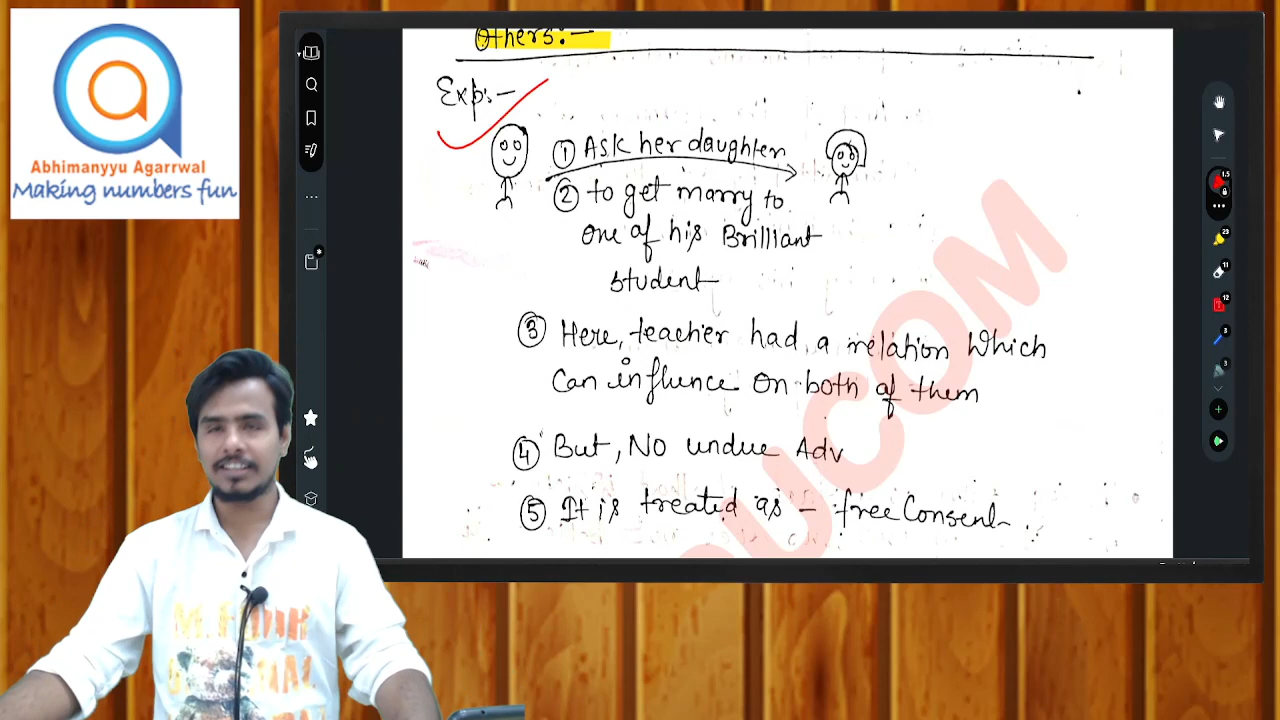 Abhimanyyu Agarrwal
Making numbers fun
Others:-
Exp:-
① Ask her daughter
② to get marry to
one of his Brilliant
student
③ Here, teacher had a relation which
Can influence on both of them
④ But, No undue Adv
⑤ It is treated as - free Consent
UCOM